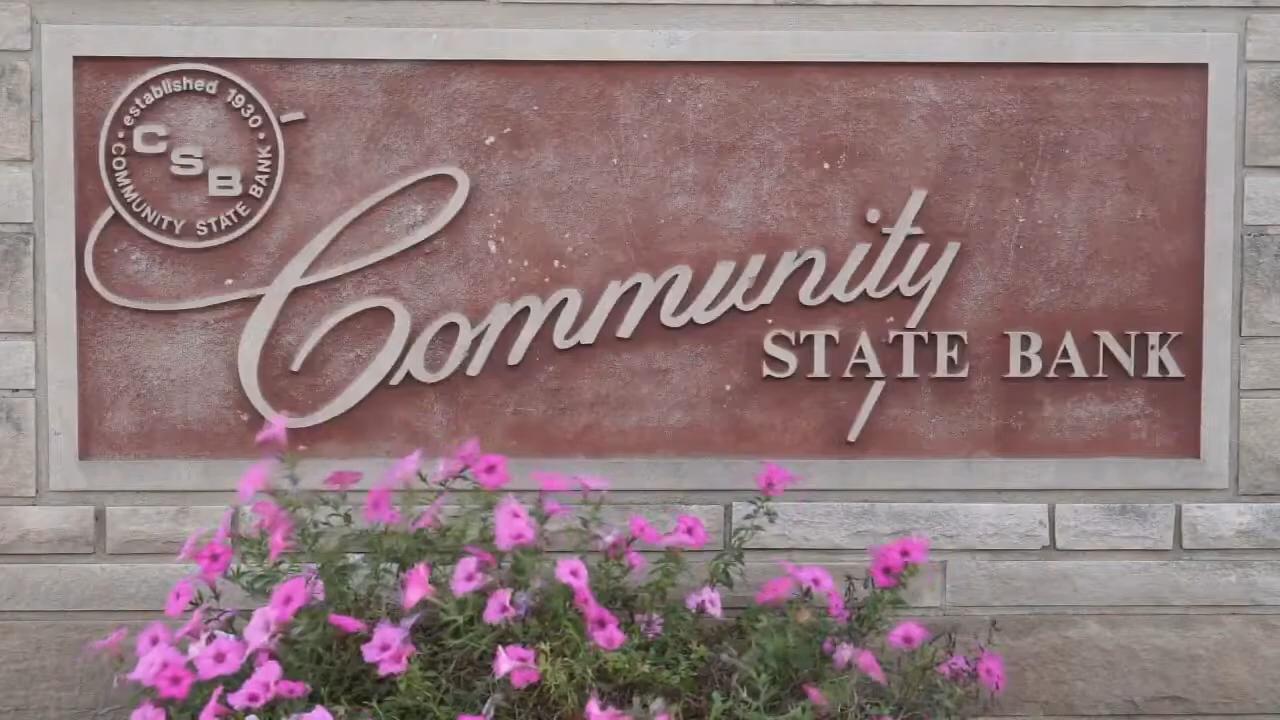 established 1930
CSB
• COMMUNITY STATE BANK •
Community
STATE BANK